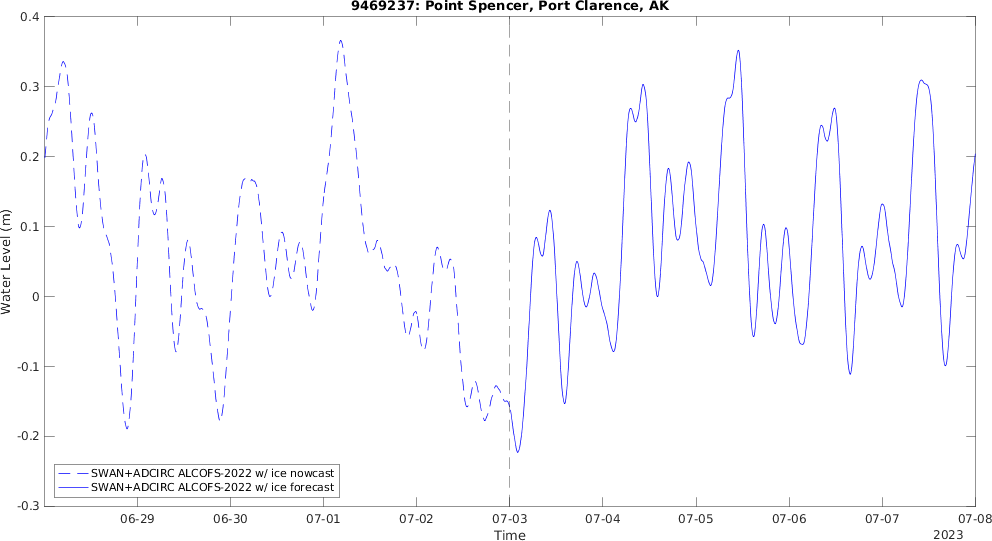 9469237: Point Spencer, Port Clarence, AK
0.4
0.3
0.2
0.1
0
-0.1
-0.2
-0.3
Water Level (m)
SWAN+ADCIRC ALCOFS-2022 w/ ice nowcast
SWAN+ADCIRC ALCOFS-2022 w/ ice forecast
06-29 06-30 07-01 07-02 07-03 07-04 07-05 07-06 07-07 07-08
Time
2023